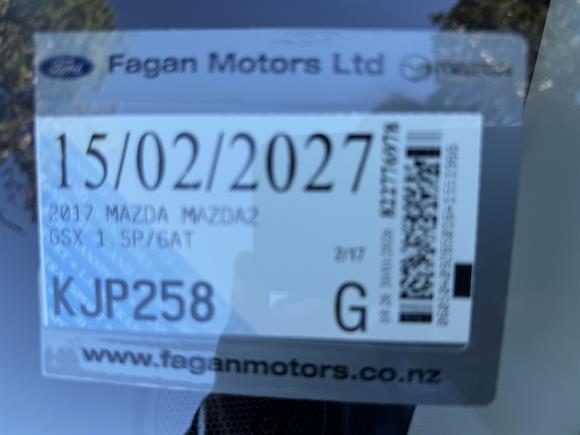 Ford Fagan Motors Ltd mazda
15/02/2027
2017 MAZDA MAZDA2
GSX 1.5P/6AT
2/17
KJP258
G
822776978
www.faganmotors.co.nz